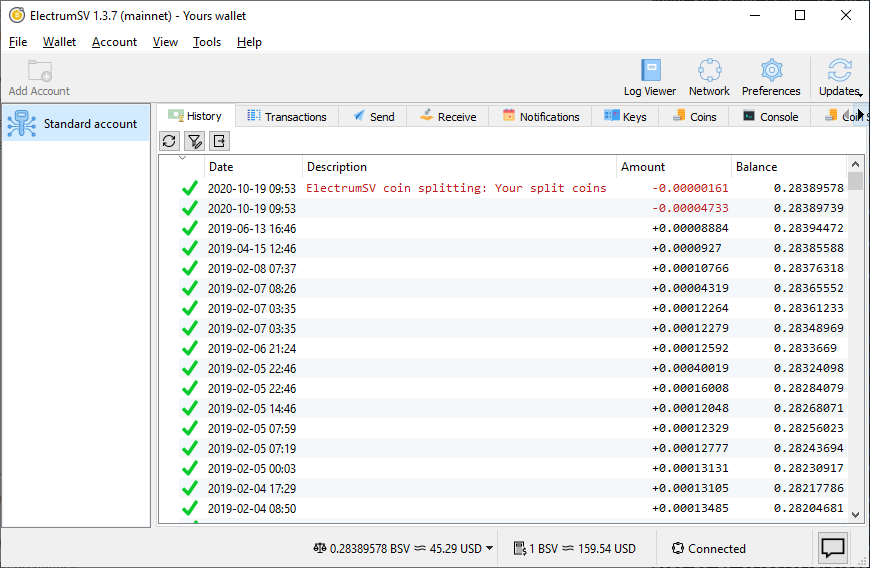 ElectrumSV 1.3.7 (mainnet) - Yours wallet
File Wallet Account View Tools Help
Add Account Log Viewer Network Preferences Updates
Standard account
History Transactions Send Receive Notifications Keys Coins Console
Date Description Amount Balance
2020-10-19 09:53 ElectrumSV coin splitting: Your split coins -0.00000161 0.28389578
2020-10-19 09:53 -0.00004733 0.28389739
2019-06-13 16:46 +0.00008884 0.28394472
2019-04-15 12:46 +0.0000927 0.28385588
2019-02-08 07:37 +0.00010766 0.28376318
2019-02-07 08:26 +0.00004319 0.28365552
2019-02-07 03:35 +0.00012264 0.28361233
2019-02-07 03:35 +0.00012279 0.28348969
2019-02-06 21:24 +0.00012592 0.2833669
2019-02-05 22:46 +0.00040019 0.28324098
2019-02-05 22:46 +0.00016008 0.28284079
2019-02-05 14:46 +0.00012048 0.28268071
2019-02-05 07:59 +0.00012329 0.28256023
2019-02-05 07:19 +0.00012777 0.28243694
2019-02-05 00:03 +0.00013131 0.28230917
2019-02-04 17:29 +0.00013105 0.28217786
2019-02-04 08:50 +0.00013485 0.28204681
0.28389578 BSV ≈ 45.29 USD 1 BSV ≈ 159.54 USD Connected